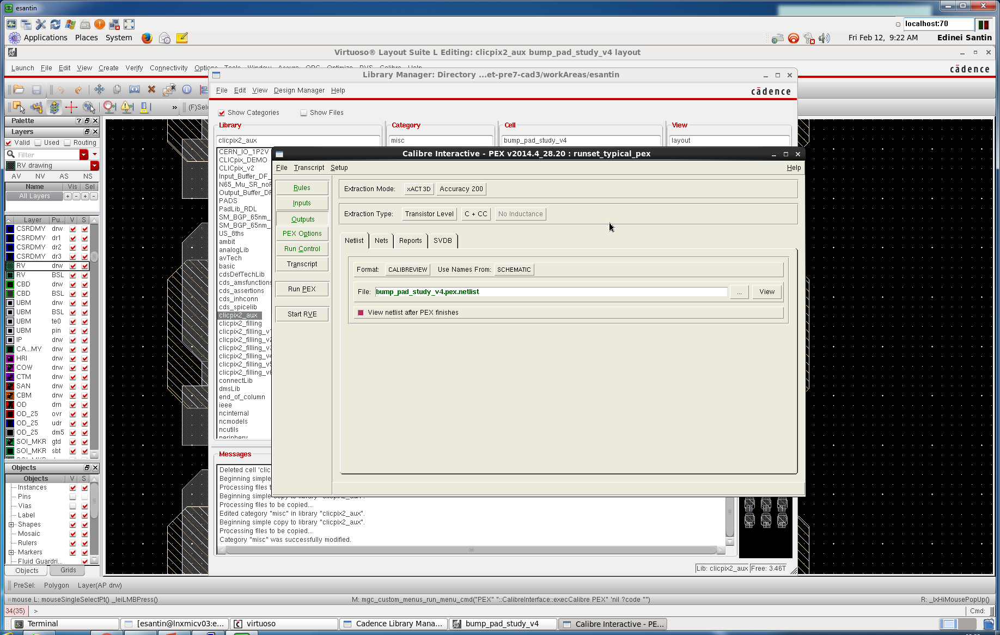 esantin
localhost:70
Applications Places System
Fri Feb 12, 9:22 AM Edinei Santin
Virtuoso® Layout Suite L Editing: clicpix2_aux bump_pad_study_v4 layout
Launch File Edit View Create Verify Connectivity
cādence
Library Manager: Directory ...et-pre7-cad3/workAreas/esantin
File Edit View Design Manager Help
cādence
(F)Sel
Show Categories Show Files
Library Category Cell View
clicpix2_aux misc bump_pad_study_v4 layout
Palette
Layers
Valid Used Routing
Filter
RV drawing
AV NV AS NS
Name Vis Sel
All Layers
Layer Pu... V S
CSRDMY drw
CSRDMY dr1
CSRDMY dr2
CSRDMY dr3
RV drw
RV BSL
CBD drw
CBD BSL
UBM drw
UBM BSL
UBM te0
UBM pin
IP drw
CA...MY drw
HRI drw
COW drw
CTM drw
SAN drw
CBM drw
OD drn
OD_25 ovr
OD_25 udr
OD_25 dm5
SOI_MKR gtd
SOI_MKR sbt
Objects
Objects V S
Instances
Pins
Vias
Label
Shapes
Mosaic
Rulers
Markers
Fluid Guardri...
Objects Grids
CERN_IO_1P2V
CLICpix_DEMO
CLICpix_v2
Input_Buffer_DF_
N65_Mu_SR_noF
Output_Buffer_DF
PADS
PadLib_RDL
SM_BGP_65nm_
SM_BGP_65nm_
US_8ths
ambit
analogLib
avTech
basic
cdsDefTechLib
cds_amsfunctions
cds_assertions
cds_inhconn
cds_spicelib
clicpix2_aux
clicpix2_filling
clicpix2_filling_v1
clicpix2_filling_v2
clicpix2_filling_v3
clicpix2_filling_v4
clicpix2_filling_v5
clicpix2_filling_v6
connectLib
dmsLib
end_of_column
ieee
ncinternal
ncmodels
ncutils
periphery
Messages
Deleted cell 'clic
Beginning simple
Processing files t
Beginning simple copy to library "clicpix2_aux".
Processing files to be copied...
Edited category "misc" in library "clicpix2_aux".
Beginning simple copy to library "clicpix2_aux".
Processing files to be copied...
Category "misc" was successfully modified.
Lib: clicpix2_aux Free: 3.46T
Calibre Interactive - PEX v2014.4_28.20 : runset_typical_pex
File Transcript Setup Help
Rules
Inputs
Outputs
PEX Options
Run Control
Transcript
Run PEX
Start RVE
Extraction Mode: xACT 3D Accuracy 200
Extraction Type: Transistor Level C + CC No Inductance
Netlist Nets Reports SVDB
Format: CALIBREVIEW Use Names From: SCHEMATIC
File: bump_pad_study_v4.pex.netlist ... View
View netlist after PEX finishes
PreSel: Polygon Layer(AP drw)
mouse L: mouseSingleSelectPt() _leiLMBPress() M: mgc_custom_menus_run_menu_cmd("PEX" "::CalibreInterface::execCalibre PEX" 'nil ?code "") R: _lxHiMousePopUp()
34(35) > Cmd:
Terminal [esantin@lnxmicv03:e... virtuoso Cadence Library Mana... bump_pad_study_v4 Calibre Interactive - PE...